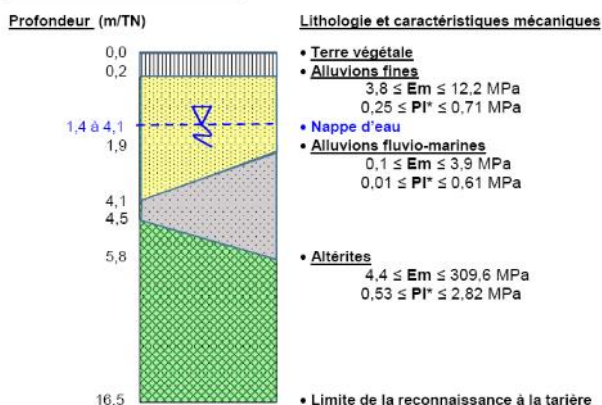 Profondeur (m/TN)
Lithologie et caractéristiques mécaniques
0,0
• Terre végétale
0,2
• Alluvions fines
3,8 ≤ Em ≤ 12,2 MPa
0,25 ≤ Pl* ≤ 0,71 MPa
1,4 à 4,1
• Nappe d'eau
1,9
• Alluvions fluvio-marines
0,1 ≤ Em ≤ 3,9 MPa
0,01 ≤ Pl* ≤ 0,61 MPa
4,1
4,5
5,8
• Altérites
4,4 ≤ Em ≤ 309,6 MPa
0,53 ≤ Pl* ≤ 2,82 MPa
16,5
• Limite de la reconnaissance à la tarière